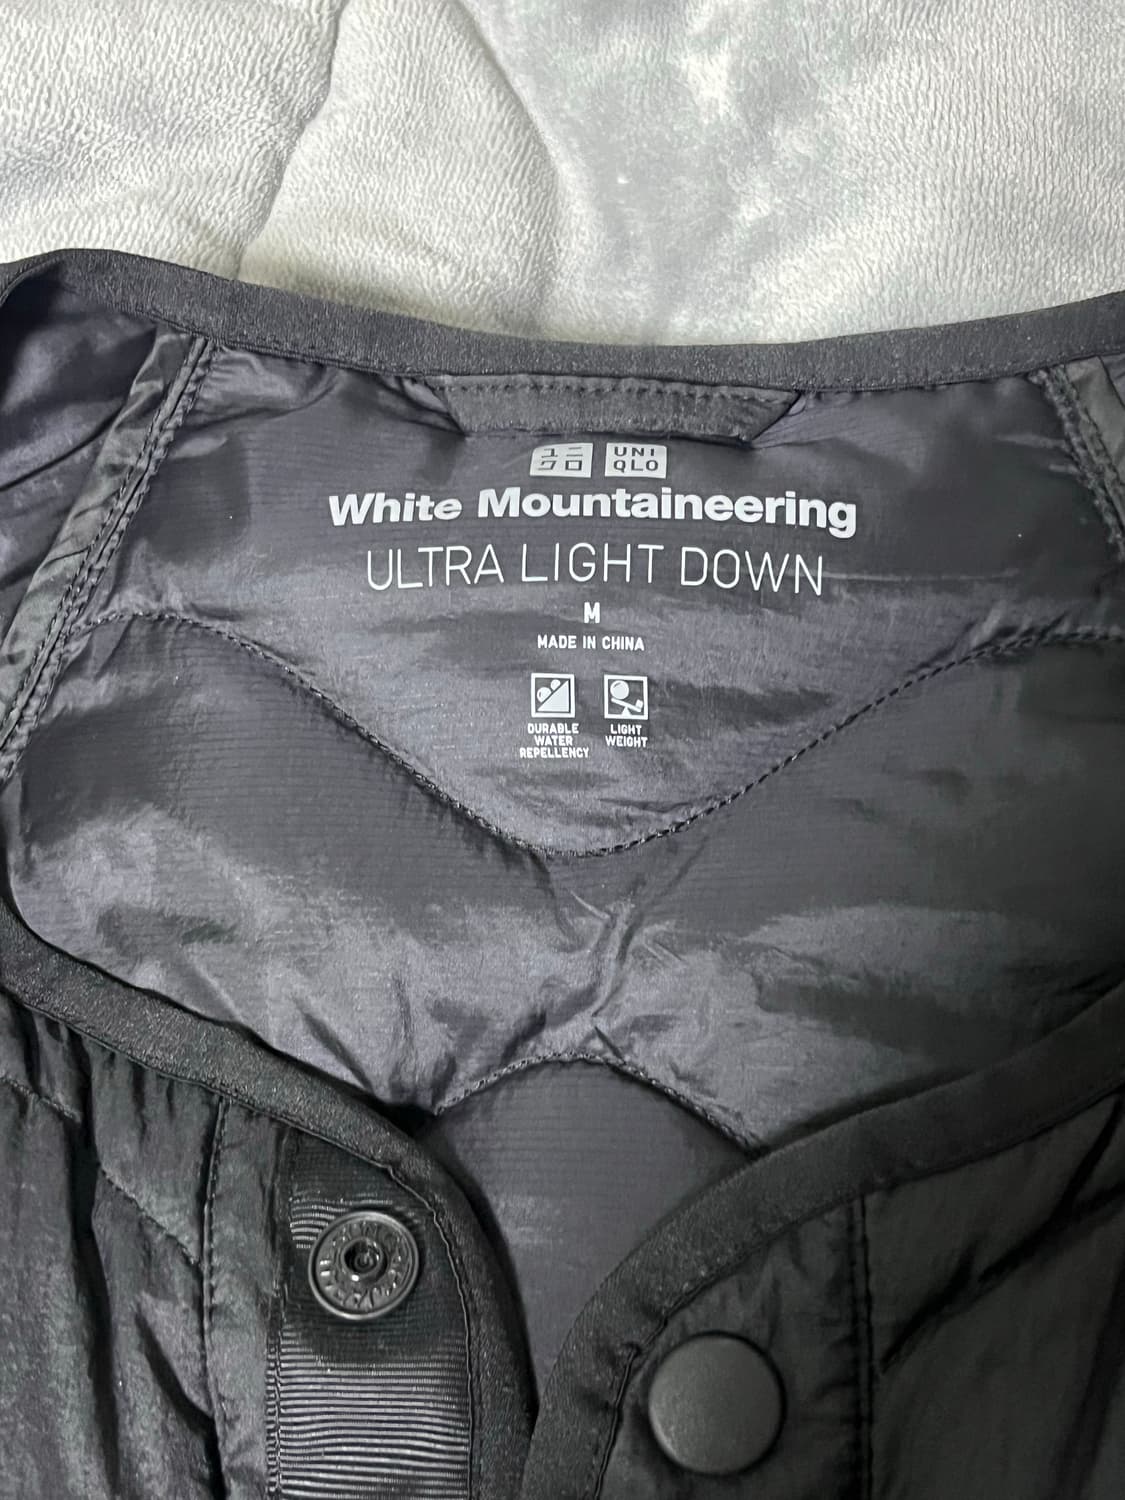 ユニ UNI
クロ QLO
White Mountaineering
ULTRA LIGHT DOWN
M
MADE IN CHINA
DURABLE LIGHT
WATER WEIGHT
REPELLENCY